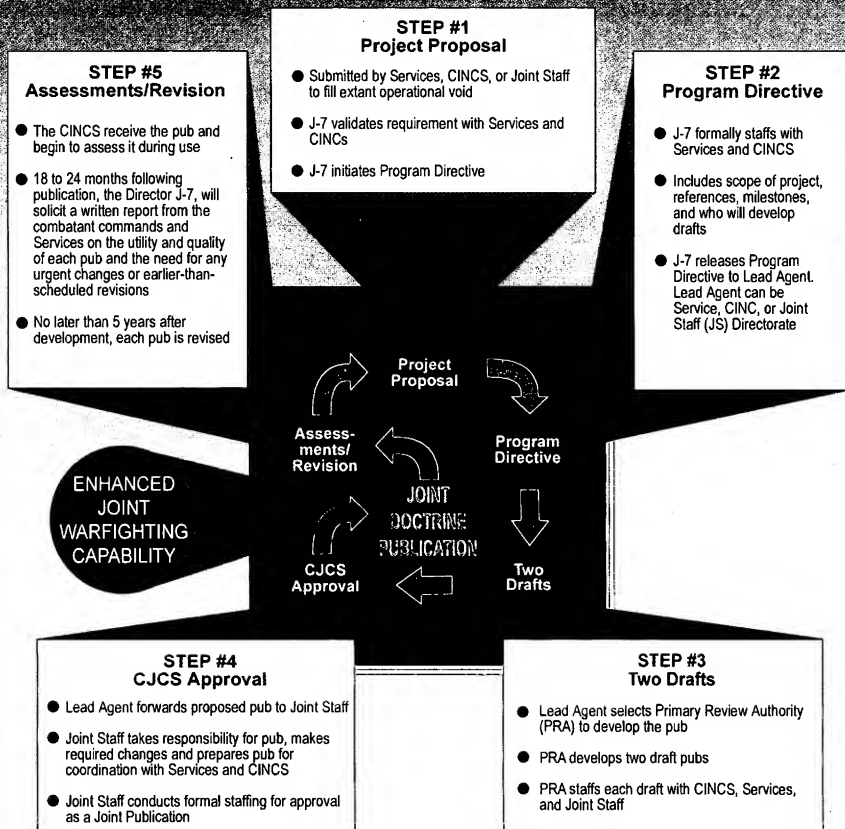 STEP #1
Project Proposal
● Submitted by Services, CINCS, or Joint Staff
to fill extant operational void
● J-7 validates requirement with Services and
CINCs
● J-7 initiates Program Directive
STEP #5
Assessments/Revision
● The CINCS receive the pub and
begin to assess it during use
● 18 to 24 months following
publication, the Director J-7, will
solicit a written report from the
combatant commands and
Services on the utility and quality
of each pub and the need for any
urgent changes or earlier-than-
scheduled revisions
● No later than 5 years after
development, each pub is revised
STEP #2
Program Directive
● J-7 formally staffs with
Services and CINCS
● Includes scope of project,
references, milestones,
and who will develop
drafts
● J-7 releases Program
Directive to Lead Agent.
Lead Agent can be
Service, CINC, or Joint
Staff (JS) Directorate
Project
Proposal
Assess-
ments/
Revision
Program
Directive
JOINT
DOCTRINE
PUBLICATION
CJCS
Approval
Two
Drafts
ENHANCED
JOINT
WARFIGHTING
CAPABILITY
STEP #4
CJCS Approval
● Lead Agent forwards proposed pub to Joint Staff
● Joint Staff takes responsibility for pub, makes
required changes and prepares pub for
coordination with Services and CINCS
● Joint Staff conducts formal staffing for approval
as a Joint Publication
STEP #3
Two Drafts
● Lead Agent selects Primary Review Authority
(PRA) to develop the pub
● PRA develops two draft pubs
● PRA staffs each draft with CINCS, Services,
and Joint Staff